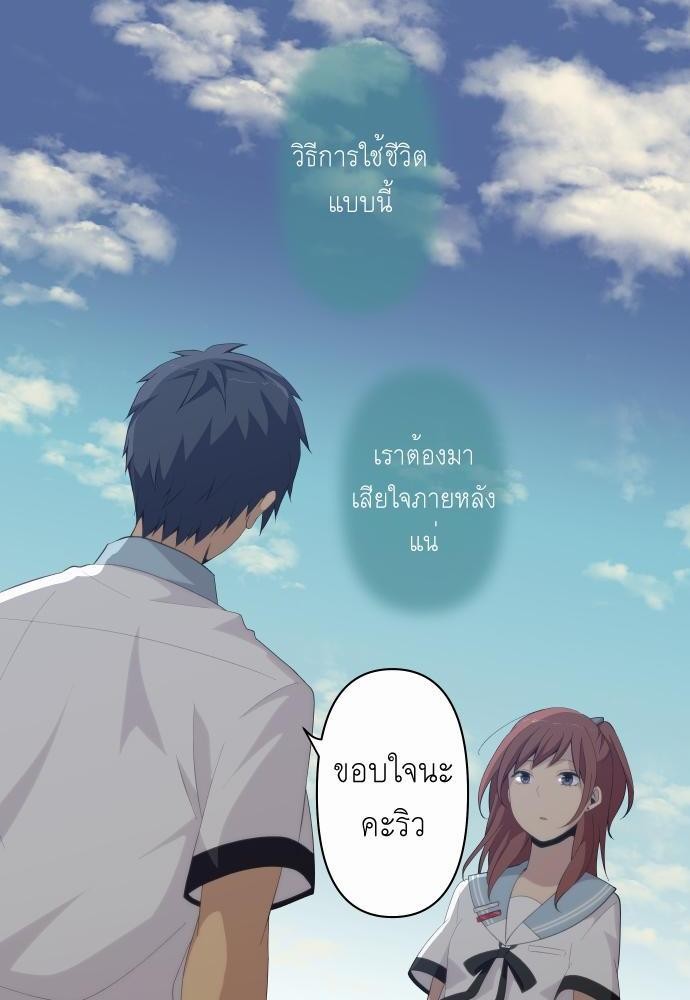 วิธีการใช้ชีวิต
แบบนี้
เราต้องมา
เสียใจภายหลัง
แน่
ขอบใจนะ
คะริว